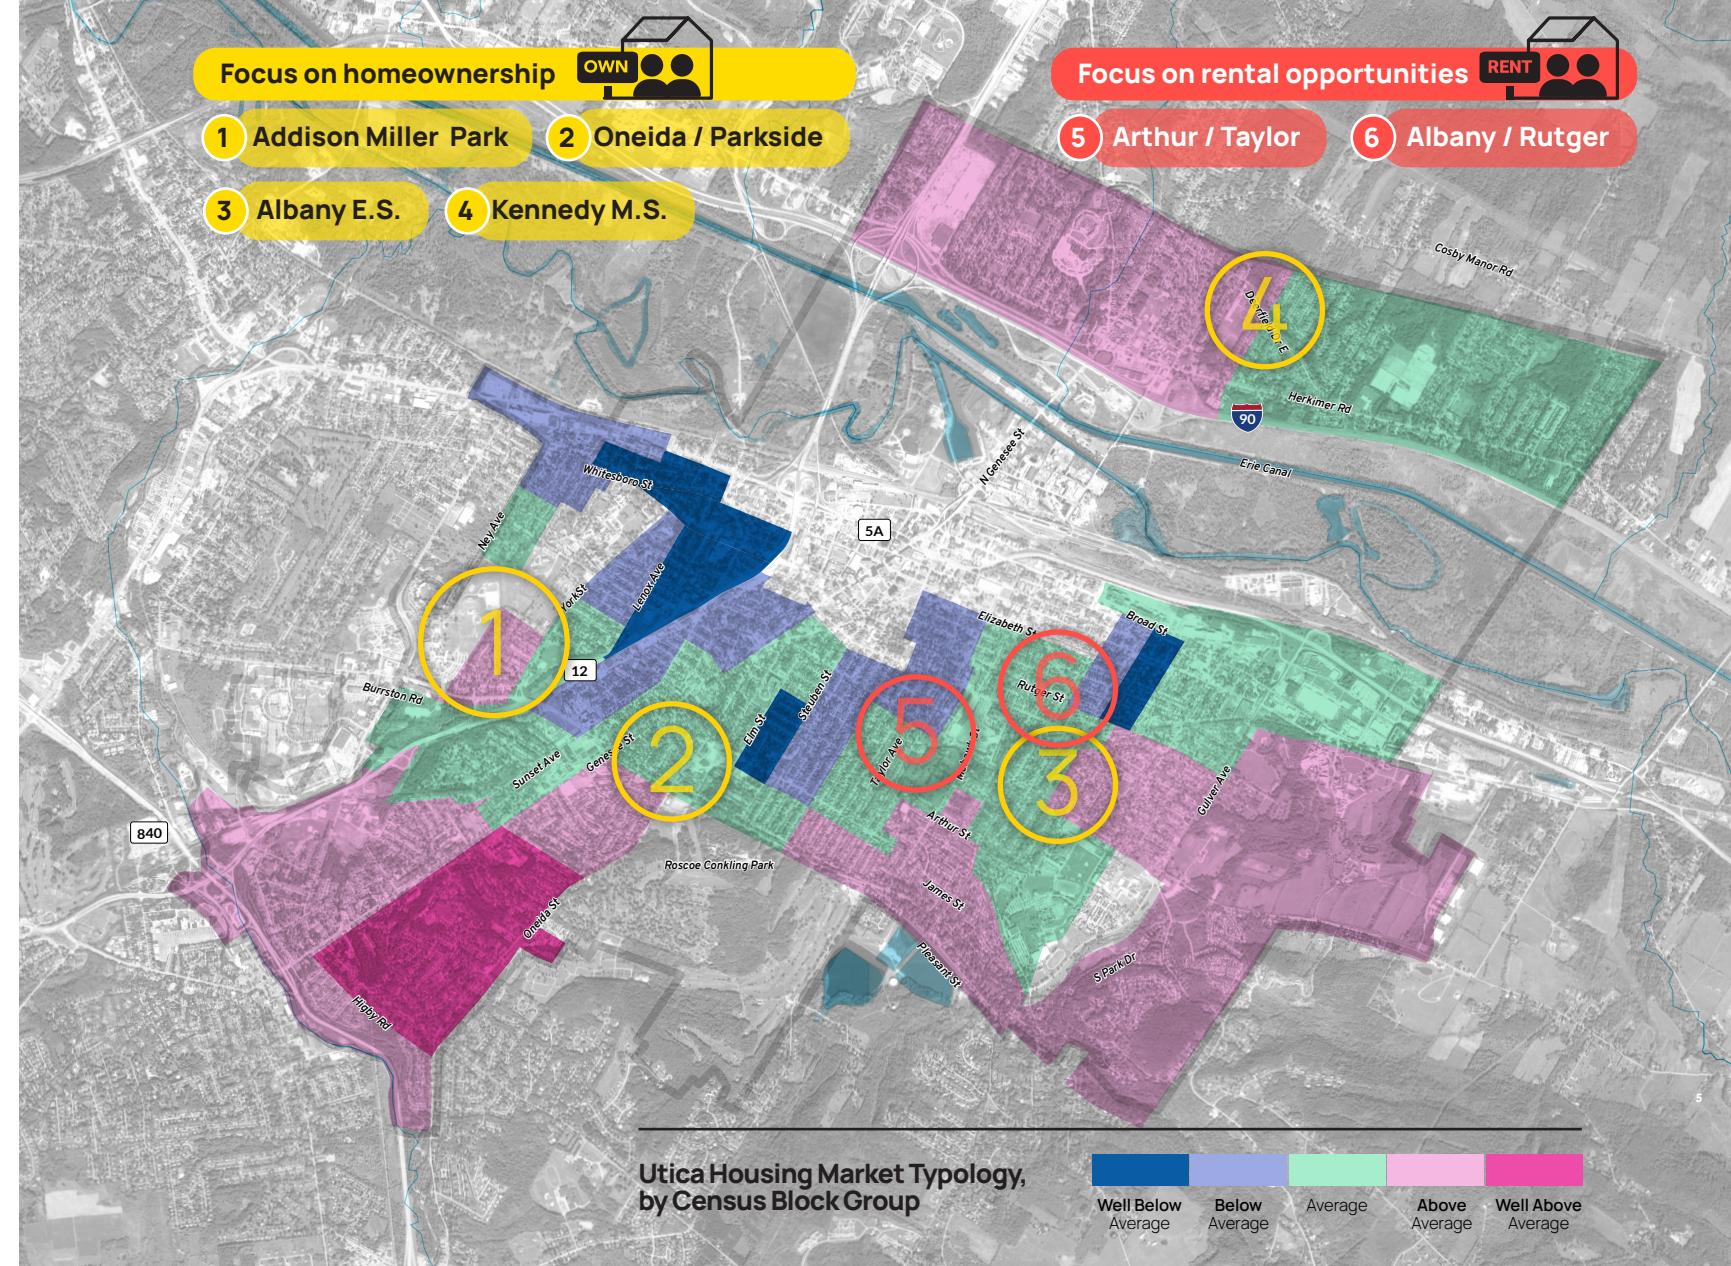 Focus on homeownership
OWN
1 Addison Miller Park
2 Oneida / Parkside
3 Albany E.S.
4 Kennedy M.S.
Focus on rental opportunities
RENT
5 Arthur / Taylor
6 Albany / Rutger
Cosby Manor Rd
4
Herkimer Rd
90
Erie Canal
N Genesee St
Whitesboro St
Ney Ave
5A
York St
Lenox Ave
1
12
Burrston Rd
Elizabeth St
Broad St
6
Rutger St
Steuben St
Elm St
5
Taylor Ave
2
Genesee St
Sunset Ave
3
Culver Ave
Arthur St
840
Roscoe Conkling Park
James St
Oneida St
Pleasant St
S Park Dr
Higby Rd
5
Utica Housing Market Typology,
by Census Block Group
Well Below
Average
Below
Average
Average
Above
Average
Well Above
Average